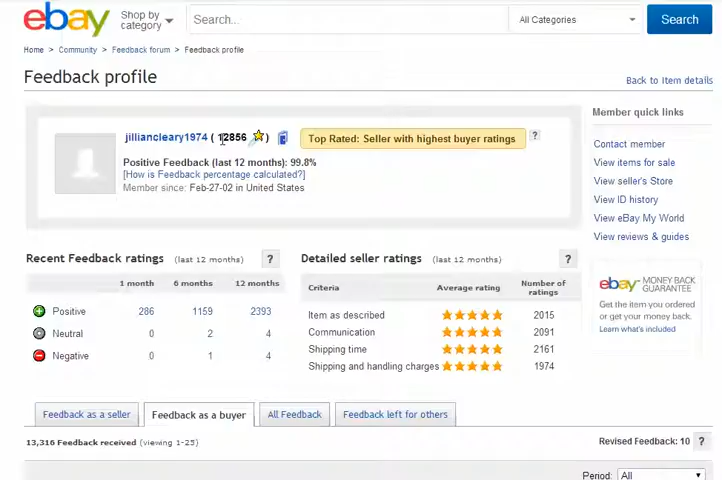 ebay Shop by category Search... All Categories Search
Home > Community > Feedback forum > Feedback profile
Feedback profile
Back to Item details
jilliancleary1974 ( 12856 ) Top Rated: Seller with highest buyer ratings ?
Positive Feedback (last 12 months): 99.8%
[How is Feedback percentage calculated?]
Member since: Feb-27-02 in United States
Member quick links
Contact member
View items for sale
View seller's Store
View ID history
View eBay My World
View reviews & guides
ebay MONEY BACK GUARANTEE
Get the item you ordered
or get your money back.
Learn what's included
Recent Feedback ratings (last 12 months) ?
1 month 6 months 12 months
Positive 286 1159 2393
Neutral 0 2 4
Negative 0 1 4
Detailed seller ratings (last 12 months) ?
Criteria Average rating Number of ratings
Item as described 2015
Communication 2091
Shipping time 2161
Shipping and handling charges 1974
Feedback as a seller Feedback as a buyer All Feedback Feedback left for others
13,316 Feedback received (viewing 1-25) Revised Feedback: 10 ?
Period: All